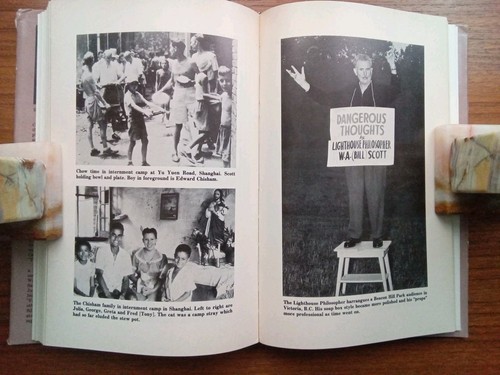 Chow time in internment camp at Yu Yuen Road, Shanghai. Scott
holding bowl and plate. Boy in foreground is Edward Chisham.
The Chisham family in internment camp in Shanghai. Left to right are
Julia, George, Greta and Fred [Tony]. The cat was a camp stray which
had so far eluded the stew pot.
DANGEROUS
THOUGHTS
by
LIGHTHOUSE PHILOSOPHER
W.A.(BILL) SCOTT
The Lighthouse Philosopher harrangues a Beacon Hill Park audience in
Victoria, B.C. His soap box style became more polished and his "props"
more professional as time went on.